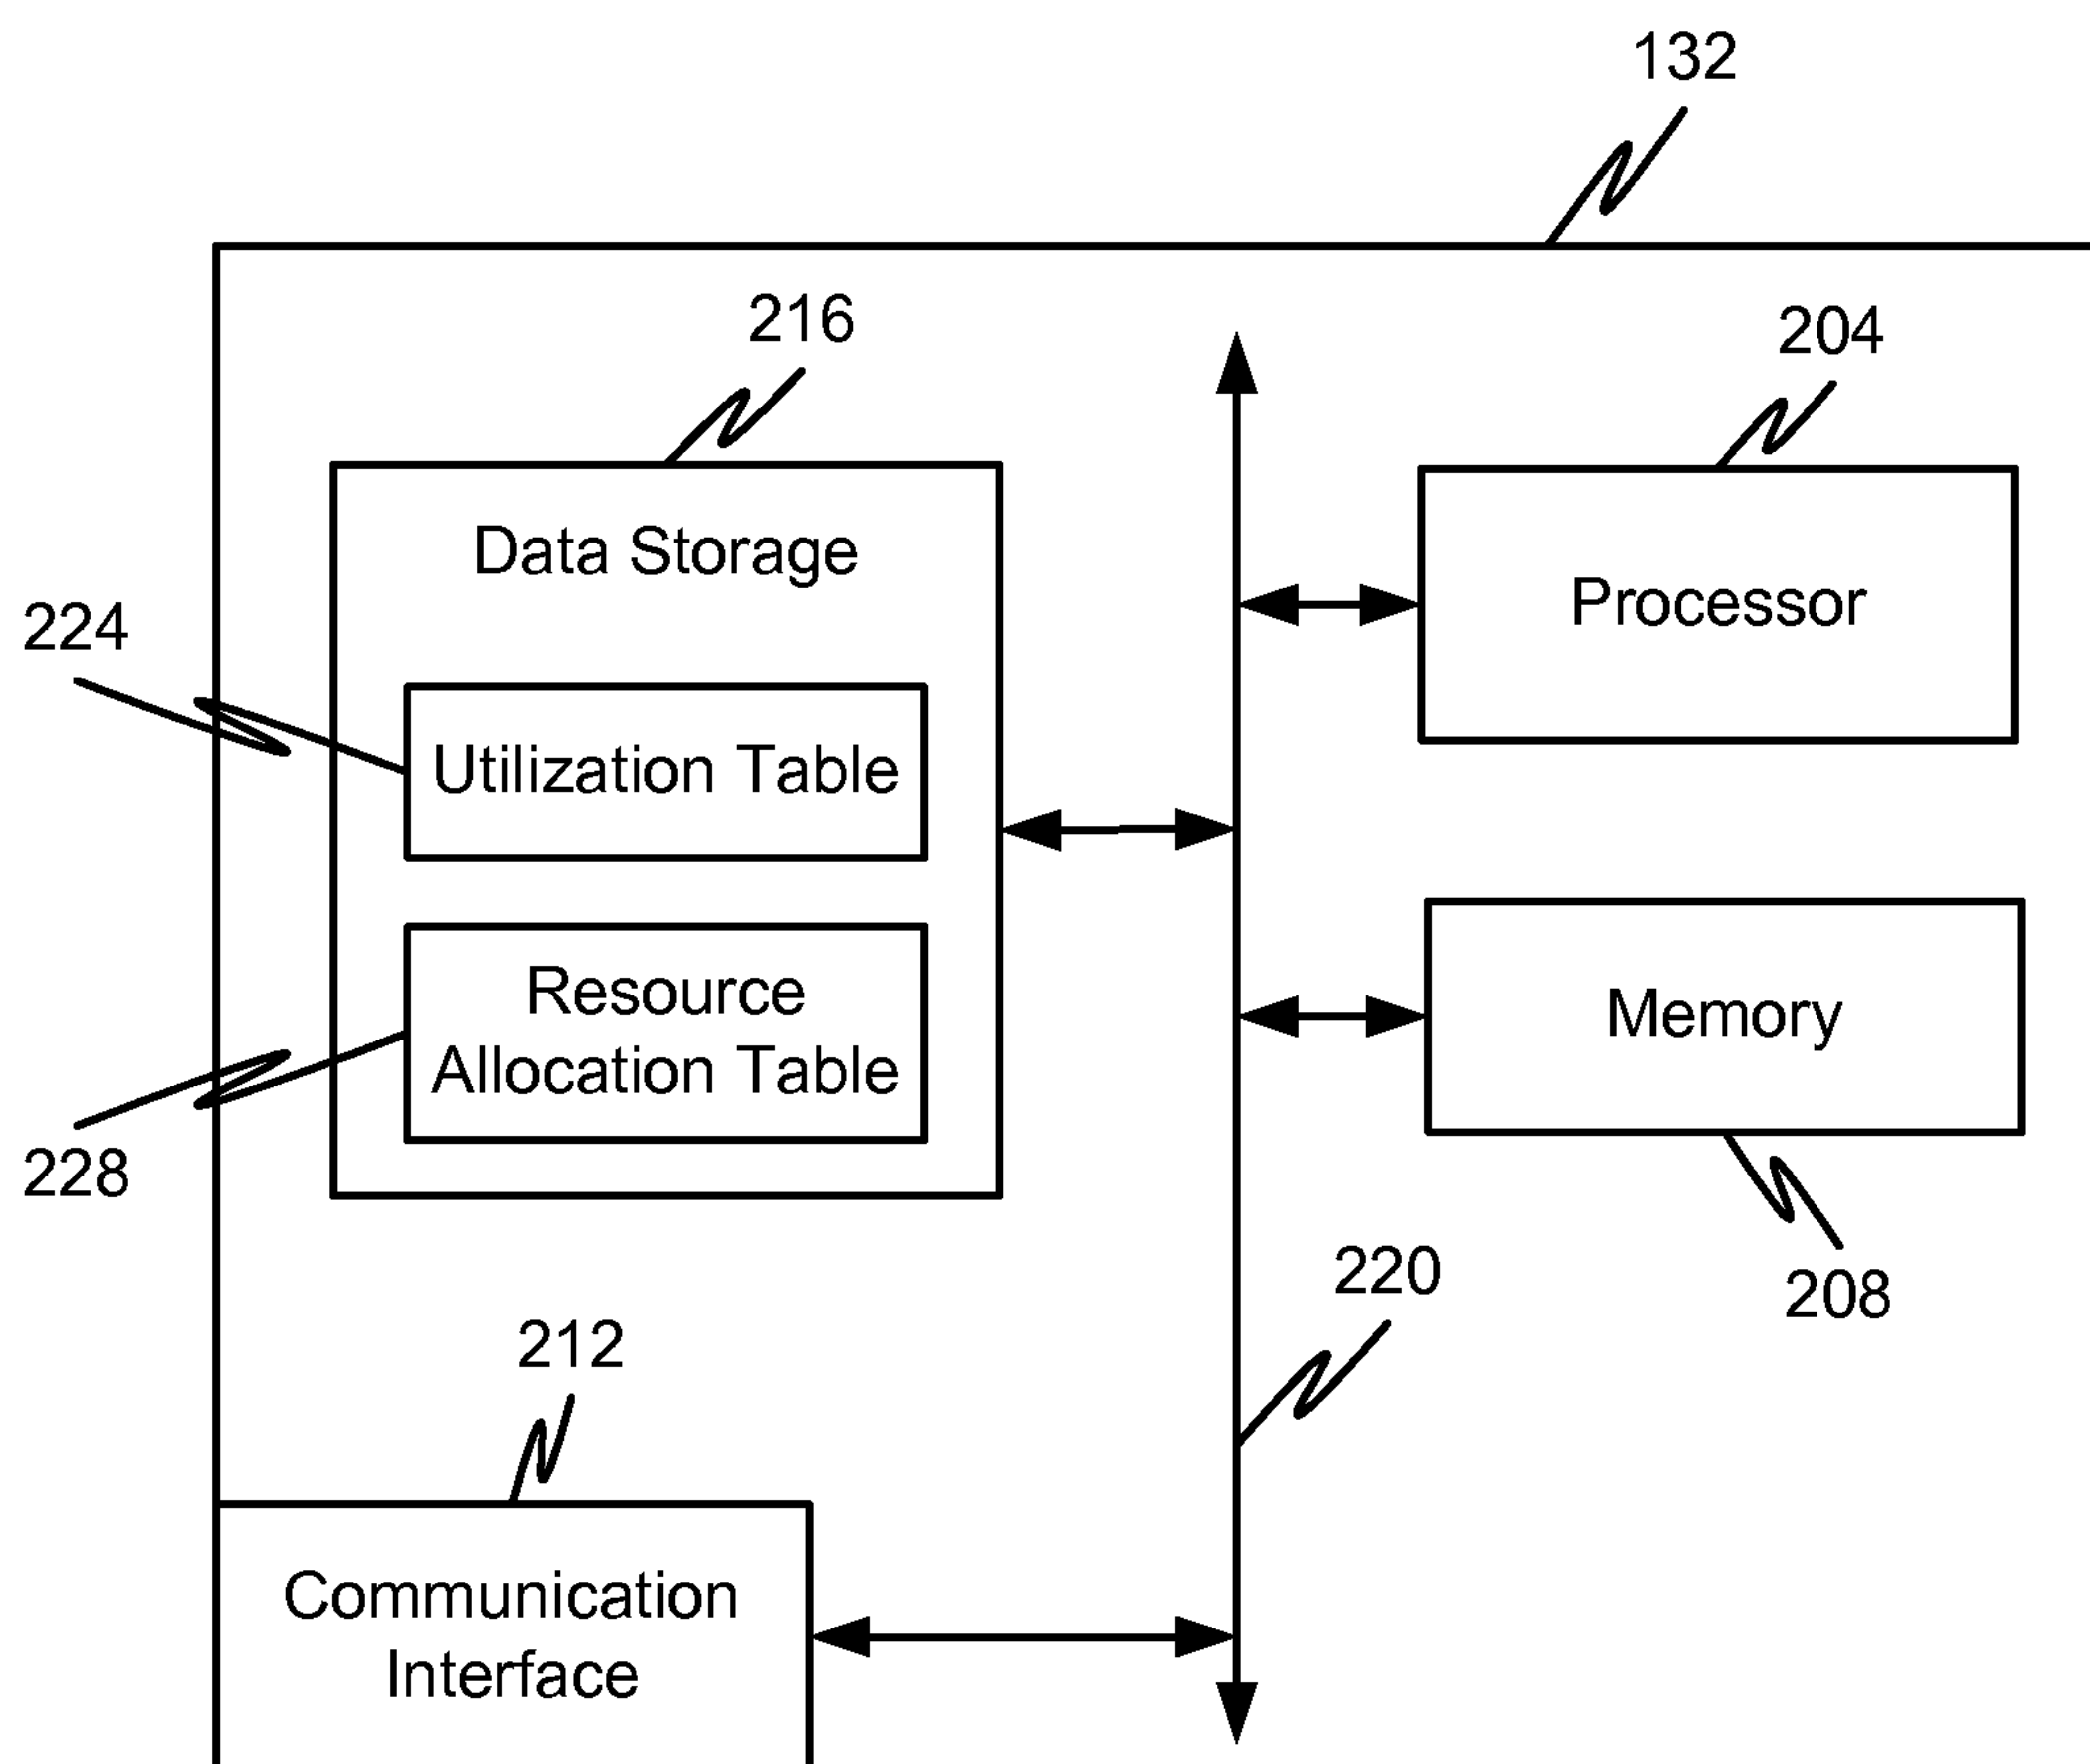 132
216
204
Data Storage
Processor
224
Utilization Table
Resource
Allocation Table
Memory
228
220
208
212
Communication
Interface